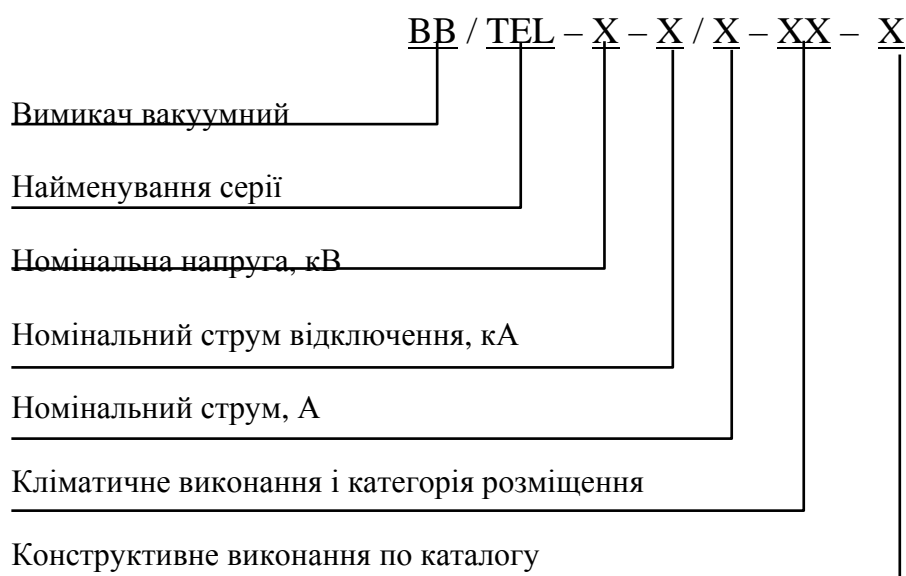 ВВ / TEL – Х – Х / Х – ХХ – Х
Вимикач вакуумний
Найменування серії
Номінальна напруга, кВ
Номінальний струм відключення, кА
Номінальний струм, А
Кліматичне виконання і категорія розміщення
Конструктивне виконання по каталогу